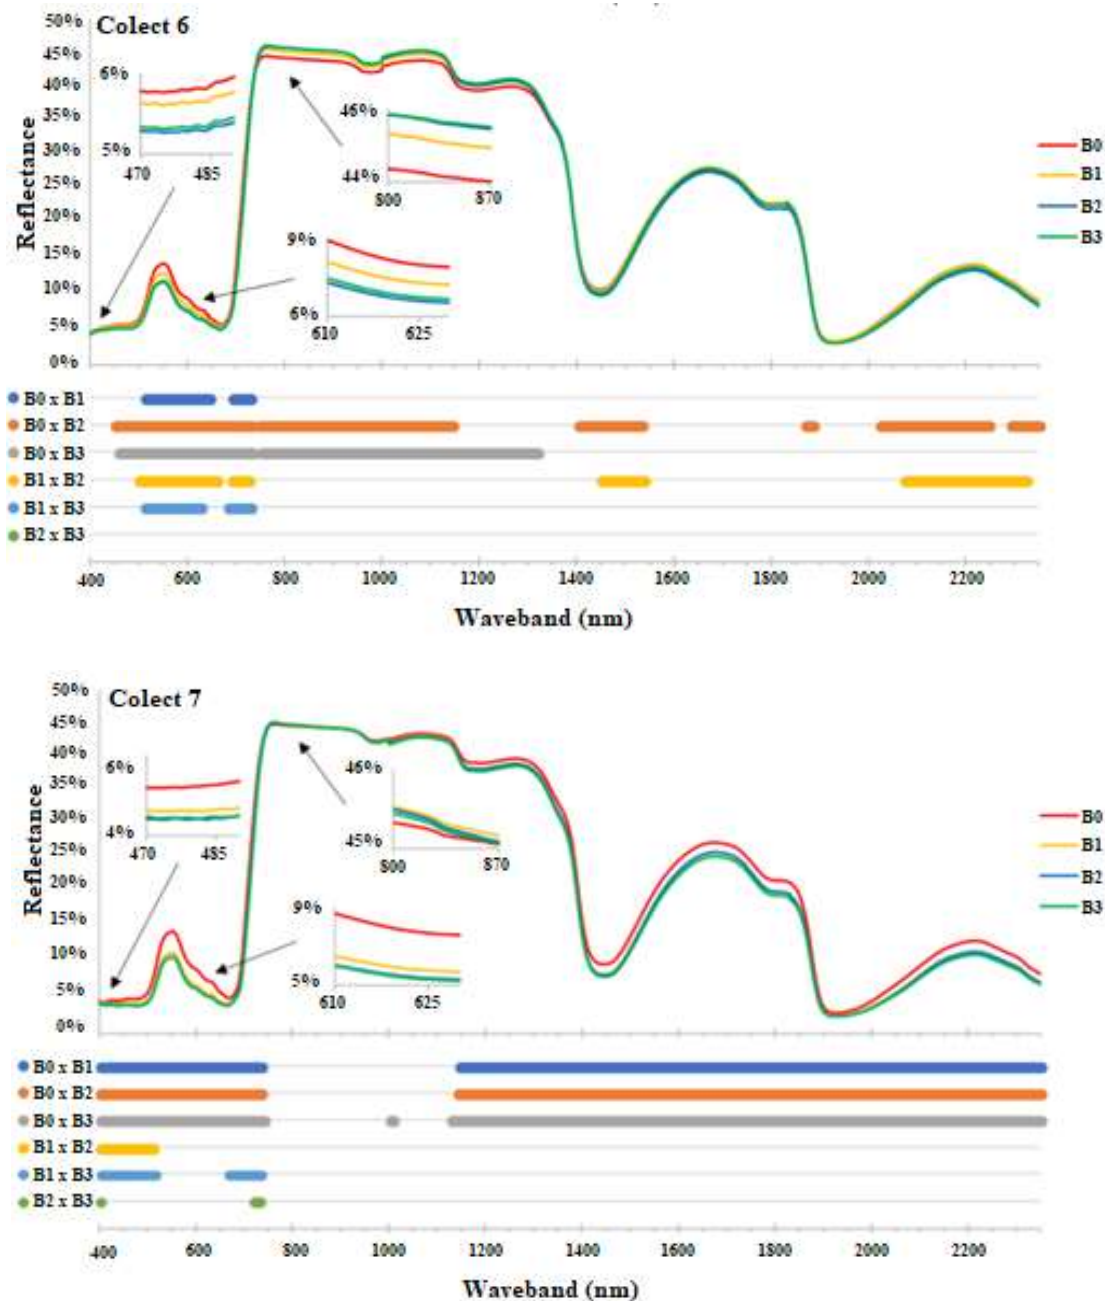 Colect 6
Reflectance
50%
45%
40%
35%
30%
25%
20%
15%
10%
5%
0%
6%
5%
470 485
46%
44%
800 870
9%
6%
610 625
B0
B1
B2
B3
B0 x B1
B0 x B2
B0 x B3
B1 x B2
B1 x B3
B2 x B3
400 600 800 1000 1200 1400 1600 1800 2000 2200
Waveband (nm)
Colect 7
Reflectance
50%
45%
40%
35%
30%
25%
20%
15%
10%
5%
0%
6%
4%
470 485
46%
45%
800 870
9%
5%
610 625
B0
B1
B2
B3
B0 x B1
B0 x B2
B0 x B3
B1 x B2
B1 x B3
B2 x B3
400 600 800 1000 1200 1400 1600 1800 2000 2200
Waveband (nm)